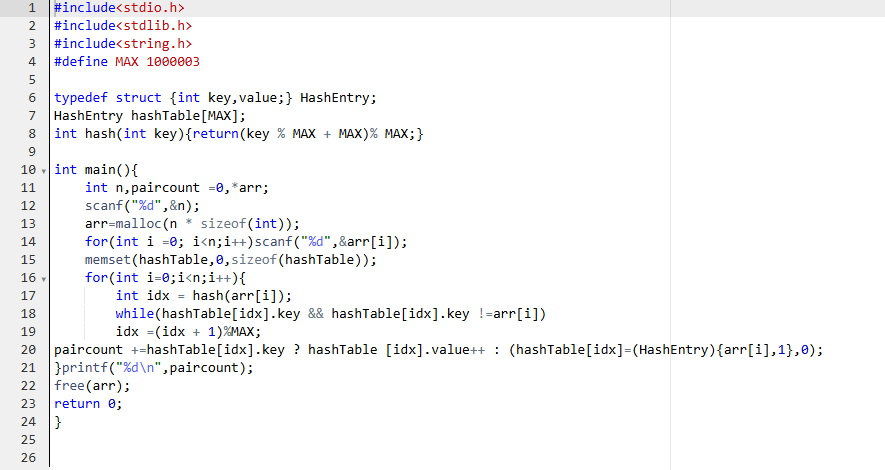 1 #include<stdio.h>
2 #include<stdlib.h>
3 #include<string.h>
4 #define MAX 1000003
5
6 typedef struct {int key,value;} HashEntry;
7 HashEntry hashTable[MAX];
8 int hash(int key){return(key % MAX + MAX)% MAX;}
9
10 int main(){
11     int n,paircount =0,*arr;
12     scanf("%d",&n);
13     arr=malloc(n * sizeof(int));
14     for(int i =0; i<n;i++)scanf("%d",&arr[i]);
15     memset(hashTable,0,sizeof(hashTable));
16     for(int i=0;i<n;i++){
17         int idx = hash(arr[i]);
18         while(hashTable[idx].key && hashTable[idx].key !=arr[i])
19         idx =(idx + 1)%MAX;
20 paircount +=hashTable[idx].key ? hashTable [idx].value++ : (hashTable[idx]=(HashEntry){arr[i],1},0);
21 }printf("%d\n",paircount);
22 free(arr);
23 return 0;
24 }
25
26